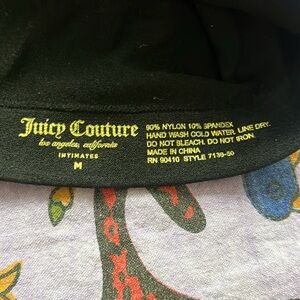 Juicy Couture
los angeles, california
INTIMATES
M
90% NYLON 10% SPANDEX
HAND WASH COLD WATER. LINE DRY.
DO NOT BLEACH. DO NOT IRON.
MADE IN CHINA
RN 90410 STYLE 7139-50